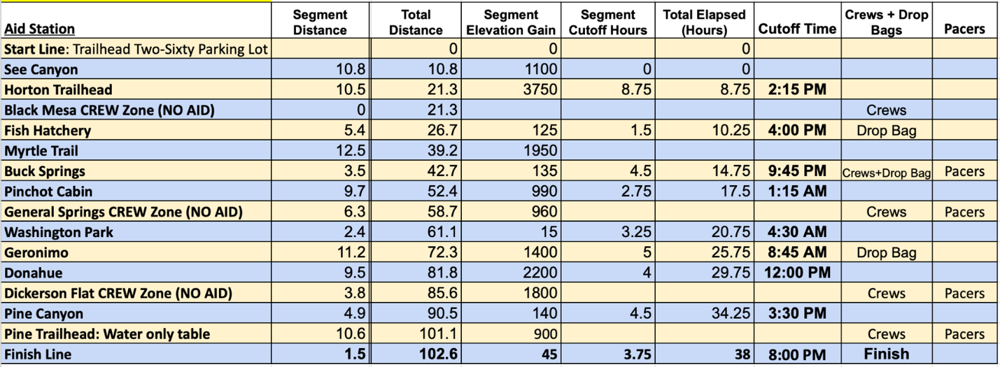 Aid Station Segment Distance Total Distance Segment Elevation Gain Segment Cutoff Hours Total Elapsed (Hours) Cutoff Time Crews + Drop Bags Pacers
Start Line: Trailhead Two-Sixty Parking Lot 0 0 0
See Canyon 10.8 10.8 1100 0 0
Horton Trailhead 10.5 21.3 3750 8.75 8.75 2:15 PM
Black Mesa CREW Zone (NO AID) 0 21.3 Crews
Fish Hatchery 5.4 26.7 125 1.5 10.25 4:00 PM Drop Bag
Myrtle Trail 12.5 39.2 1950
Buck Springs 3.5 42.7 135 4.5 14.75 9:45 PM Crews+Drop Bag Pacers
Pinchot Cabin 9.7 52.4 990 2.75 17.5 1:15 AM
General Springs CREW Zone (NO AID) 6.3 58.7 960 Crews Pacers
Washington Park 2.4 61.1 15 3.25 20.75 4:30 AM
Geronimo 11.2 72.3 1400 5 25.75 8:45 AM Drop Bag
Donahue 9.5 81.8 2200 4 29.75 12:00 PM
Dickerson Flat CREW Zone (NO AID) 3.8 85.6 1800 Crews Pacers
Pine Canyon 4.9 90.5 140 4.5 34.25 3:30 PM
Pine Trailhead: Water only table 10.6 101.1 900 Crews Pacers
Finish Line 1.5 102.6 45 3.75 38 8:00 PM Finish